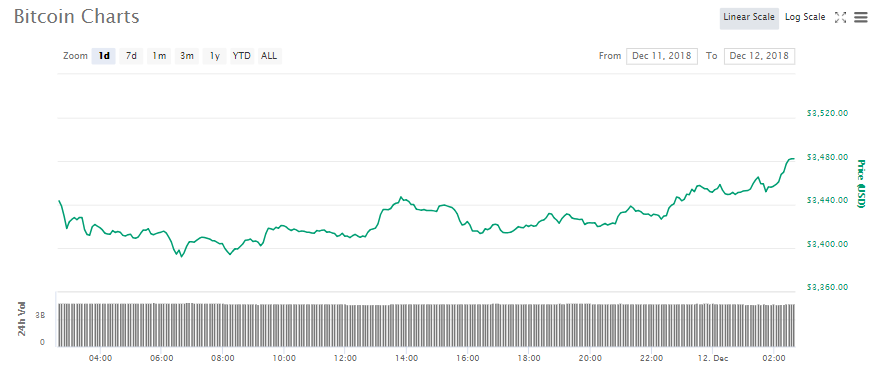 Bitcoin Charts
Linear Scale Log Scale
Zoom 1d 7d 1m 3m 1y YTD ALL
From Dec 11, 2018 To Dec 12, 2018
$3,520.00
$3,480.00
$3,440.00
$3,400.00
$3,360.00
Price (USD)
24h Vol
3B
0
04:00 06:00 08:00 10:00 12:00 14:00 16:00 18:00 20:00 22:00 12. Dec 02:00